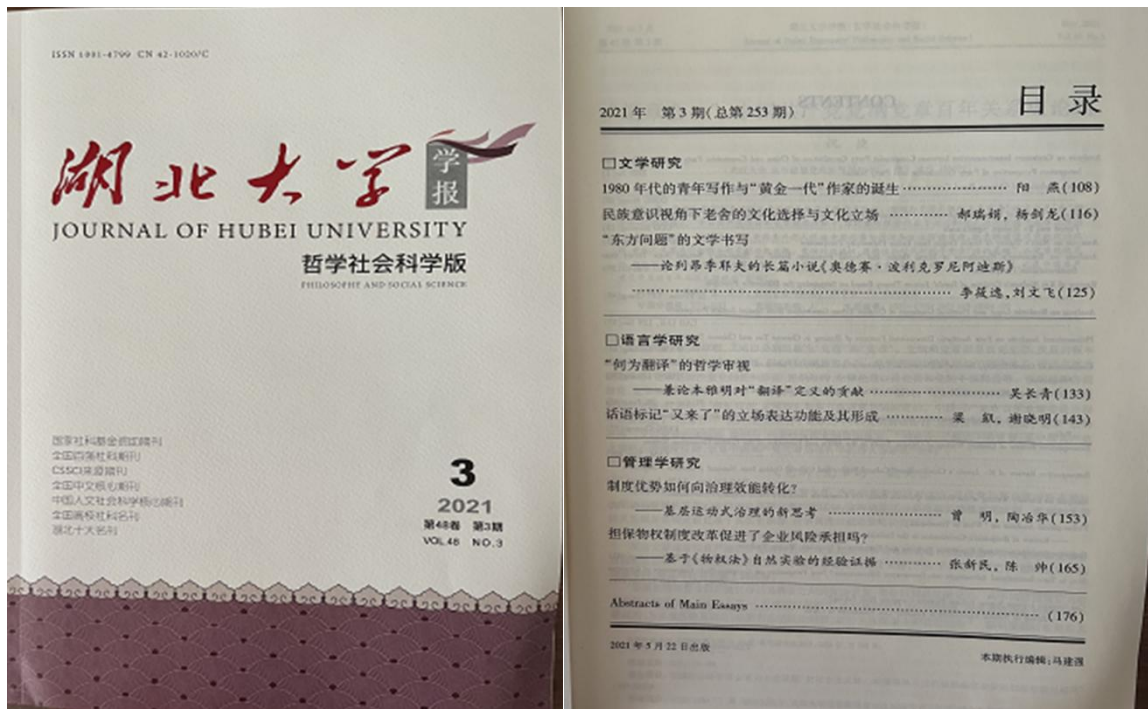 ISSN 1001-4799 CN 42-1020/C
湖北大学
学报
JOURNAL OF HUBEI UNIVERSITY
哲学社会科学版
PHILOSOPHY AND SOCIAL SCIENCE
国家社科基金资助期刊
全国百强社科期刊
CSSCI来源期刊
全国中文核心期刊
中国人文社会科学核心期刊
全国高校社科名刊
湖北十大名刊
3
2021
第48卷 第3期
VOL.48 NO.3
目 录
2021 年 第 3 期(总第 253 期)
□文学研究
1980 年代的青年写作与“黄金一代”作家的诞生 …………………… 阳 燕(108)
民族意识视角下老舍的文化选择与文化立场 ………… 郝瑞娟,杨剑龙(116)
“东方问题”的文学书写
——论列昂季耶夫的长篇小说《奥德赛·波利克罗尼阿迪斯》
…………………………………… 李筱逸,刘文飞(125)
□语言学研究
“何为翻译”的哲学审视
——兼论本雅明对“翻译”定义的贡献 ………………………… 吴长青(133)
话语标记“又来了”的立场表达功能及其形成 ………… 梁 凯,谢晓明(143)
□管理学研究
制度优势如何向治理效能转化?
——基层运动式治理的新思考 …………………… 曾 明,陶冶华(153)
担保物权制度改革促进了企业风险承担吗?
——基于《物权法》自然实验的经验证据 ………… 张新民,陈 帅(165)
Abstracts of Main Essays …………………………………… (176)
2021 年 5 月 22 日出版
本期执行编辑:马建强